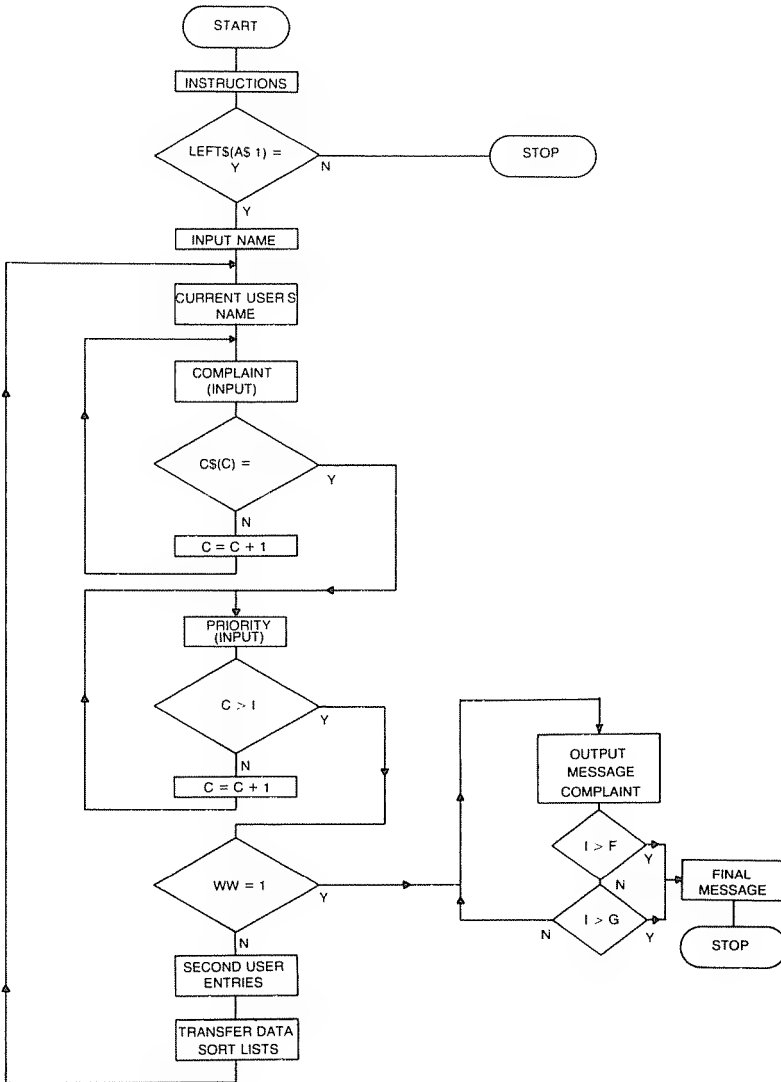 START
INSTRUCTIONS
LEFT$(A$ 1) =
Y
N
STOP
Y
INPUT NAME
CURRENT USER S
NAME
COMPLAINT
(INPUT)
C$(C) =
Y
N
C = C + 1
PRIORITY
(INPUT)
C > I
Y
N
C = C + 1
WW = 1
Y
N
SECOND USER
ENTRIES
TRANSFER DATA
SORT LISTS
OUTPUT
MESSAGE
COMPLAINT
I > F
Y
N
I > G
N
Y
FINAL
MESSAGE
STOP